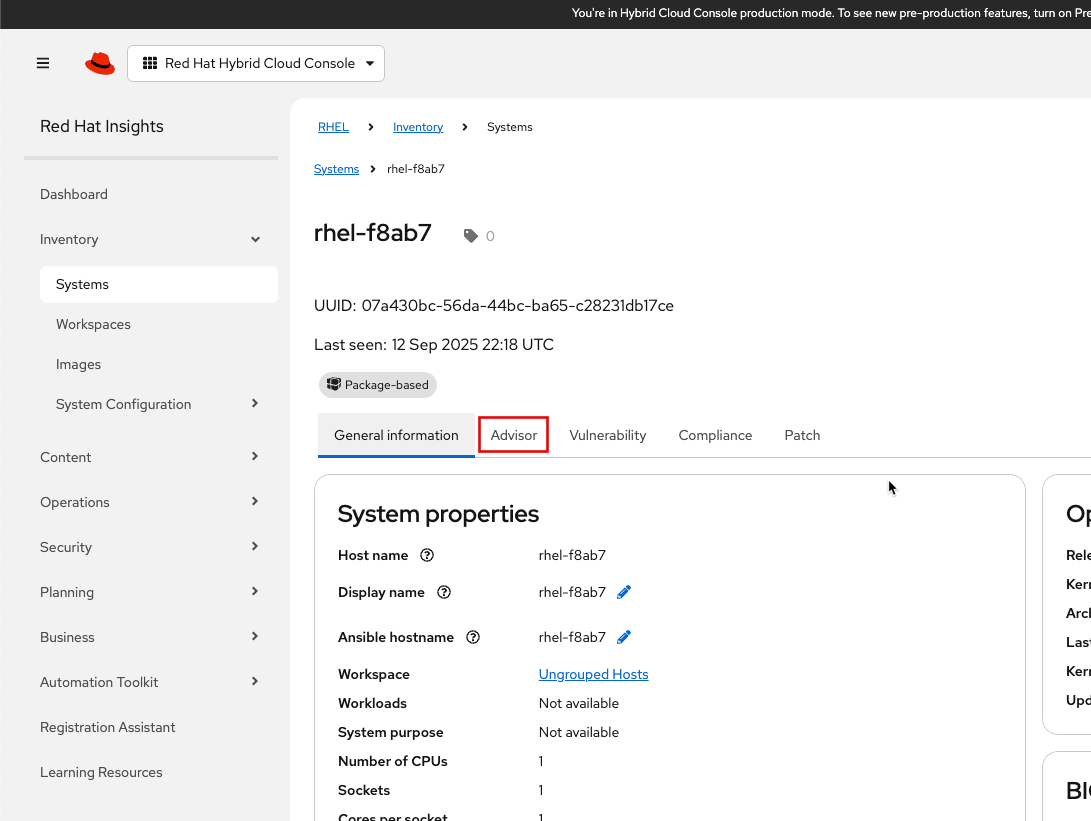 You're in Hybrid Cloud Console production mode. To see new pre-production features, turn on Pre
Red Hat Hybrid Cloud Console
Red Hat Insights
Dashboard
Inventory
Systems
Workspaces
Images
System Configuration
Content
Operations
Security
Planning
Business
Automation Toolkit
Registration Assistant
Learning Resources
RHEL > Inventory > Systems
Systems > rhel-f8ab7
rhel-f8ab7 0
UUID: 07a430bc-56da-44bc-ba65-c28231db17ce
Last seen: 12 Sep 2025 22:18 UTC
Package-based
General information Advisor Vulnerability Compliance Patch
System properties
Host name rhel-f8ab7
Display name rhel-f8ab7
Ansible hostname rhel-f8ab7
Workspace Ungrouped Hosts
Workloads Not available
System purpose Not available
Number of CPUs 1
Sockets 1
Cores per socket 1
Op
Rele
Kern
Arch
Last
Kern
Upd
BIO